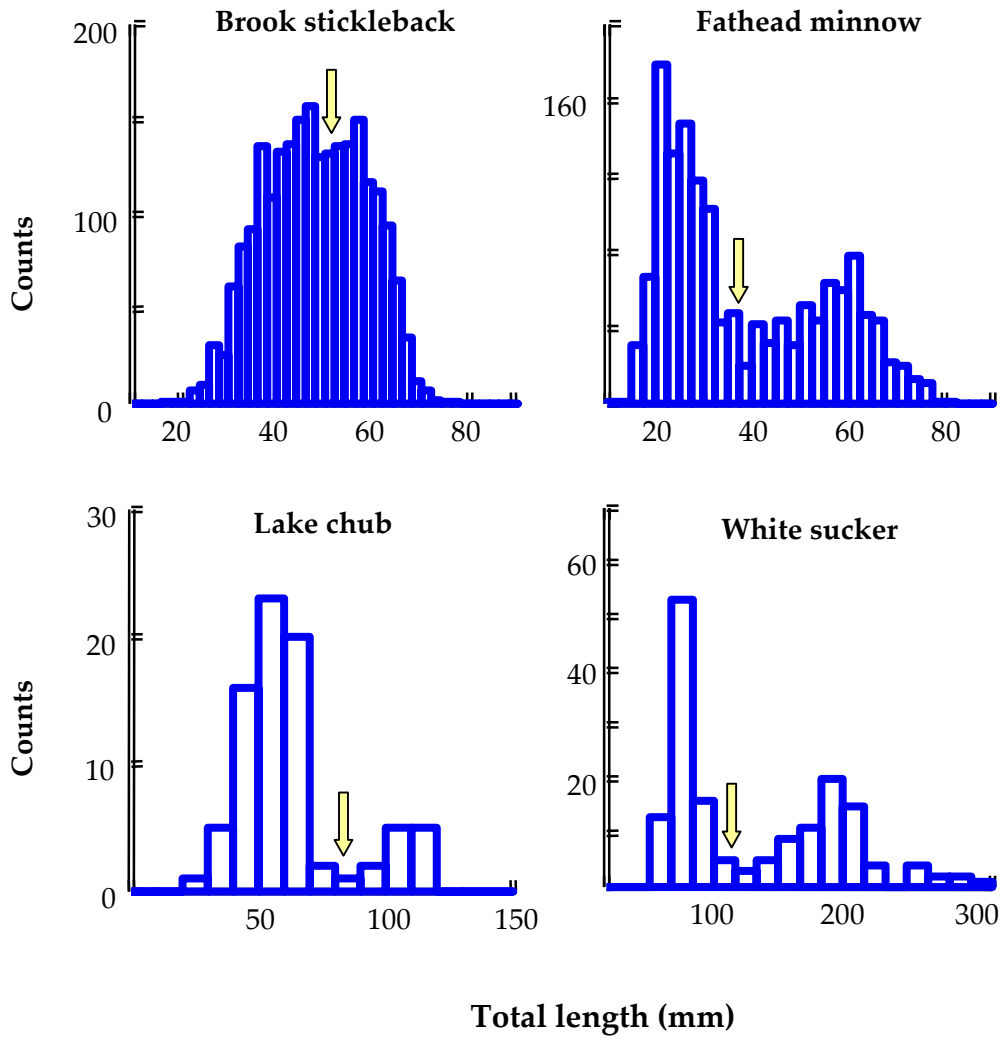 Brook stickleback
200
100
0
Counts
20 40 60 80
Fathead minnow
160
20 40 60 80
Lake chub
30
20
10
0
Counts
50 100 150
White sucker
60
40
20
100 200 300
Total length (mm)